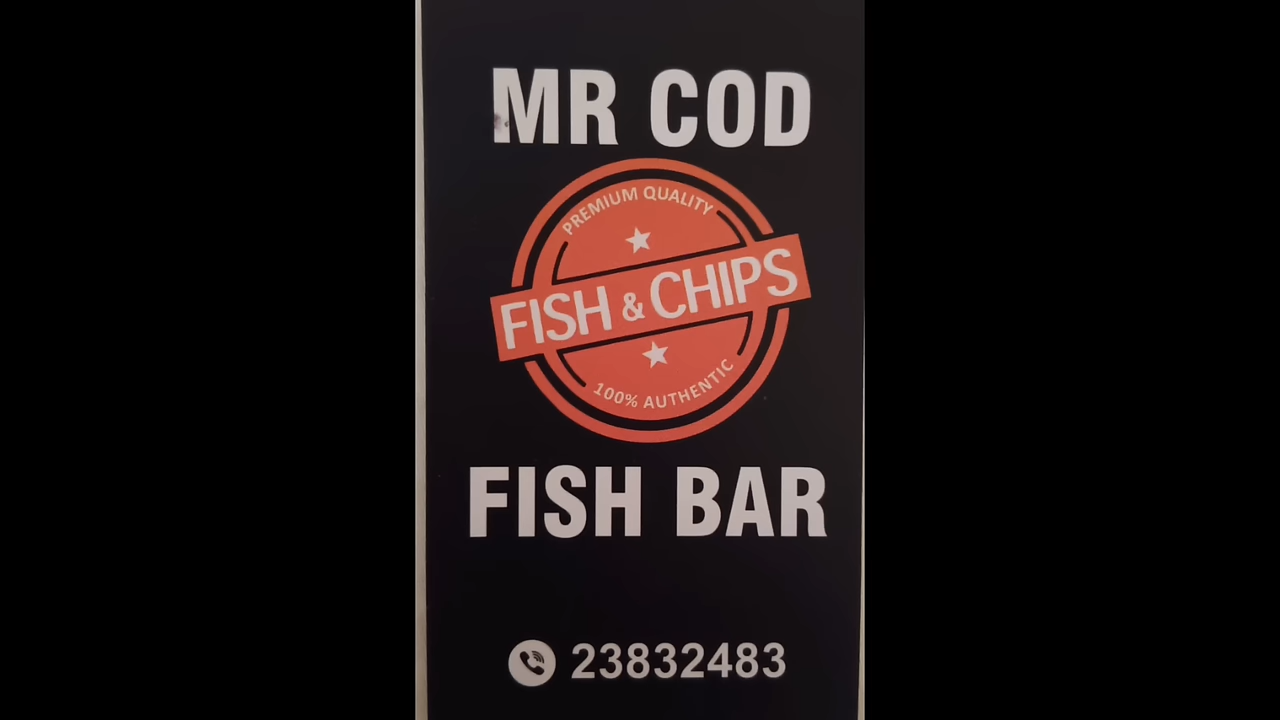 MR COD
PREMIUM QUALITY
FISH & CHIPS
100% AUTHENTIC
FISH BAR
23832483